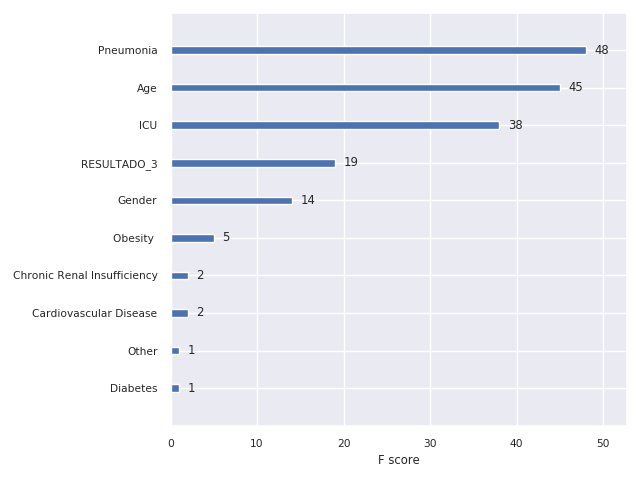 Pneumonia 48
Age 45
ICU 38
RESULTADO_3 19
Gender 14
Obesity 5
Chronic Renal Insufficiency 2
Cardiovascular Disease 2
Other 1
Diabetes 1
0 10 20 30 40 50
F score